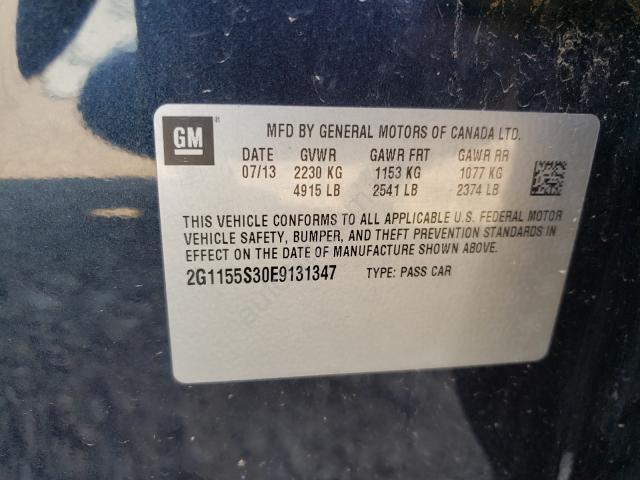 GM
MFD BY GENERAL MOTORS OF CANADA LTD.
DATE GVWR GAWR FRT GAWR RR
07/13 2230 KG 1153 KG 1077 KG
4915 LB 2541 LB 2374 LB
THIS VEHICLE CONFORMS TO ALL APPLICABLE U.S. FEDERAL MOTOR
VEHICLE SAFETY, BUMPER, AND THEFT PREVENTION STANDARDS IN
EFFECT ON THE DATE OF MANUFACTURE SHOWN ABOVE.
2G1155S30E9131347 TYPE: PASS CAR